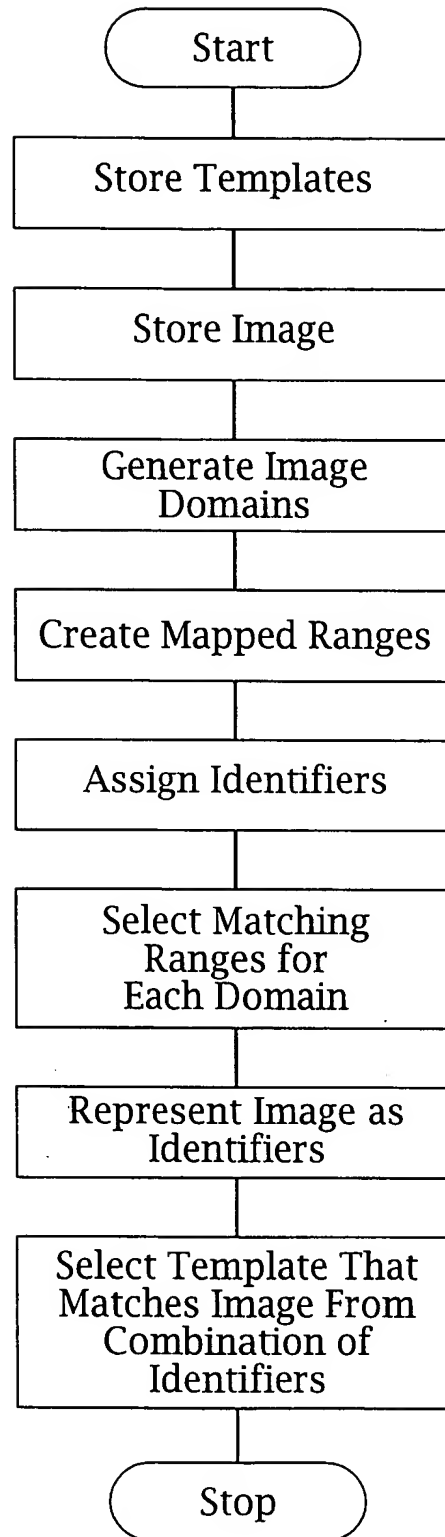 Start
Store Templates
Store Image
Generate Image
Domains
Create Mapped Ranges
Assign Identifiers
Select Matching
Ranges for
Each Domain
Represent Image as
Identifiers
Select Template That
Matches Image From
Combination of
Identifiers
Stop